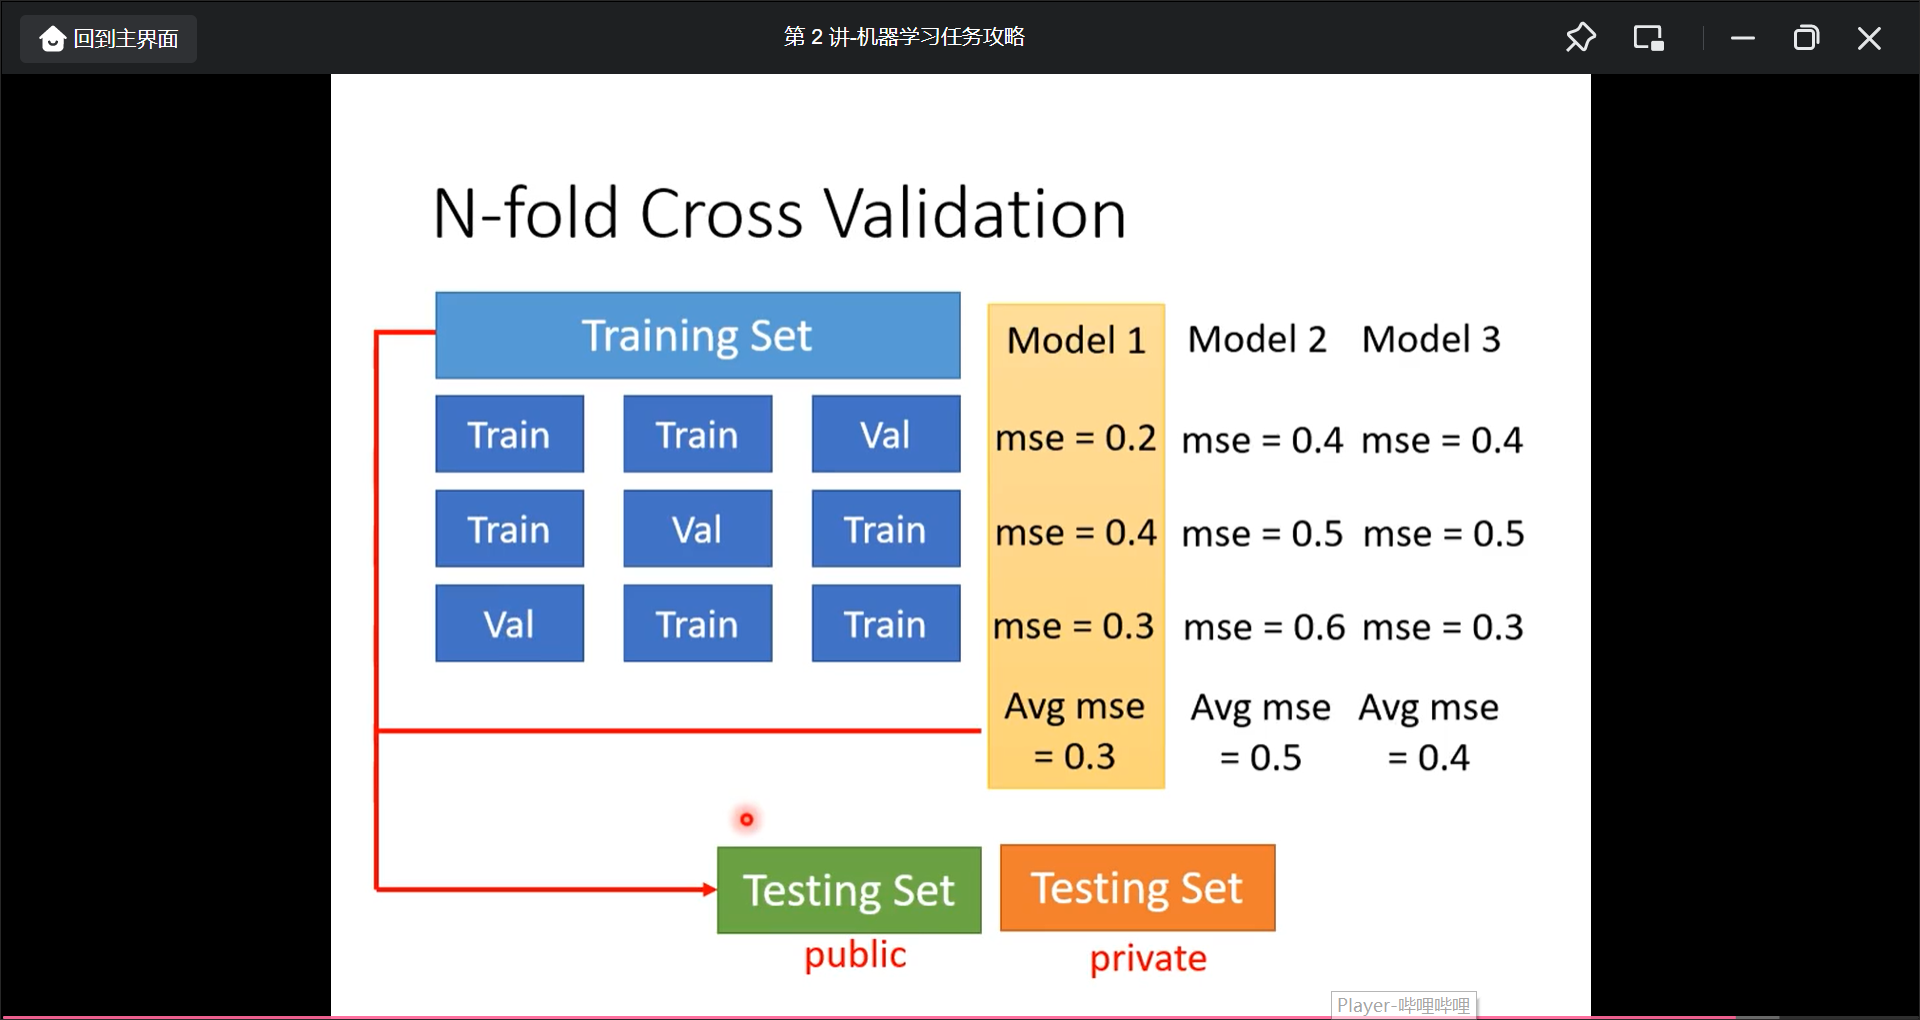 回到主界面
第 2 讲-机器学习任务攻略
N-fold Cross Validation
Training Set
Model 1 Model 2 Model 3
Train Train Val
mse = 0.2 mse = 0.4 mse = 0.4
Train Val Train
mse = 0.4 mse = 0.5 mse = 0.5
Val Train Train
mse = 0.3 mse = 0.6 mse = 0.3
Avg mse Avg mse Avg mse
= 0.3 = 0.5 = 0.4
Testing Set Testing Set
public private
Player-哔哩哔哩